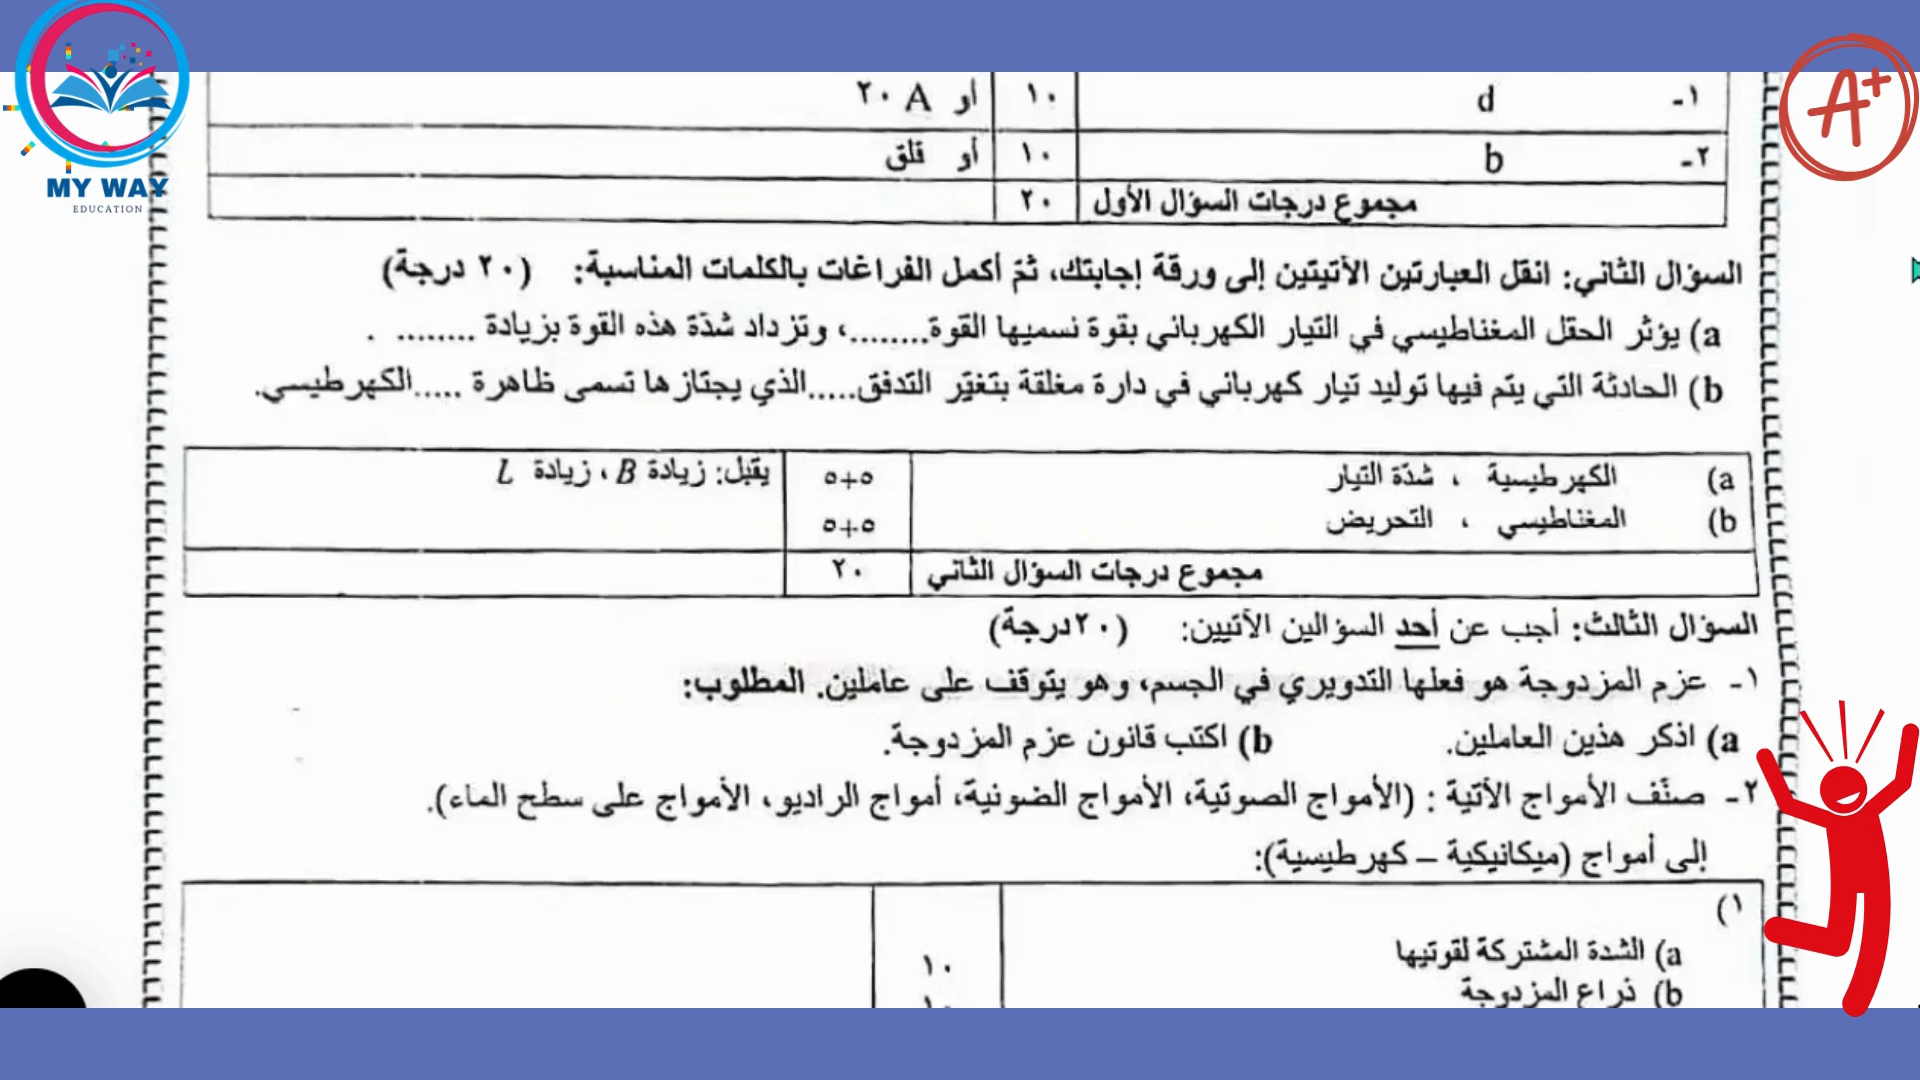 MY WAY
EDUCATION
A+
١- d ١٠ أو ٢٠ A
٢- b ١٠ أو قلق
مجموع درجات السؤال الأول ٢٠
السؤال الثاني: انقل العبارتين الآتيتين إلى ورقة إجابتك، ثمّ أكمل الفراغات بالكلمات المناسبة: (٢٠ درجة)
a) يؤثر الحقل المغناطيسي في التيار الكهربائي بقوة نسميها القوة........، وتزداد شدّة هذه القوة بزيادة ........ .
b) الحادثة التي يتم فيها توليد تيار كهربائي في دارة مغلقة بتغيّر التدفق.....الذي يجتازها تسمى ظاهرة .....الكهرطيسي.
a) الكهرطيسية ، شدّة التيار ٥+٥ يقبل: زيادة B ، زيادة L
b) المغناطيسي ، التحريض ٥+٥
مجموع درجات السؤال الثاني ٢٠
السؤال الثالث: أجب عن أحد السؤالين الآتيين: (٢٠درجة)
١- عزم المزدوجة هو فعلها التدويري في الجسم، وهو يتوقف على عاملين. المطلوب:
a) اذكر هذين العاملين. b) اكتب قانون عزم المزدوجة.
٢- صنّف الأمواج الآتية : (الأمواج الصوتية، الأمواج الضوئية، أمواج الراديو، الأمواج على سطح الماء).
إلى أمواج (ميكانيكية – كهرطيسية):
١)
a) الشدة المشتركة لقوتيها ١٠
b) ذراع المزدوجة ١٠